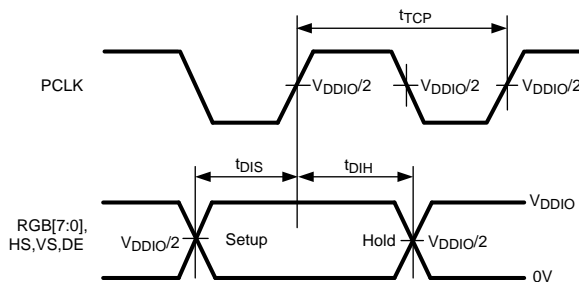 tTCP
PCLK
VDDIO/2
VDDIO/2
VDDIO/2
tDIS
tDIH
VDDIO
RGB[7:0],
HS,VS,DE
VDDIO/2
Setup
Hold
VDDIO/2
0V